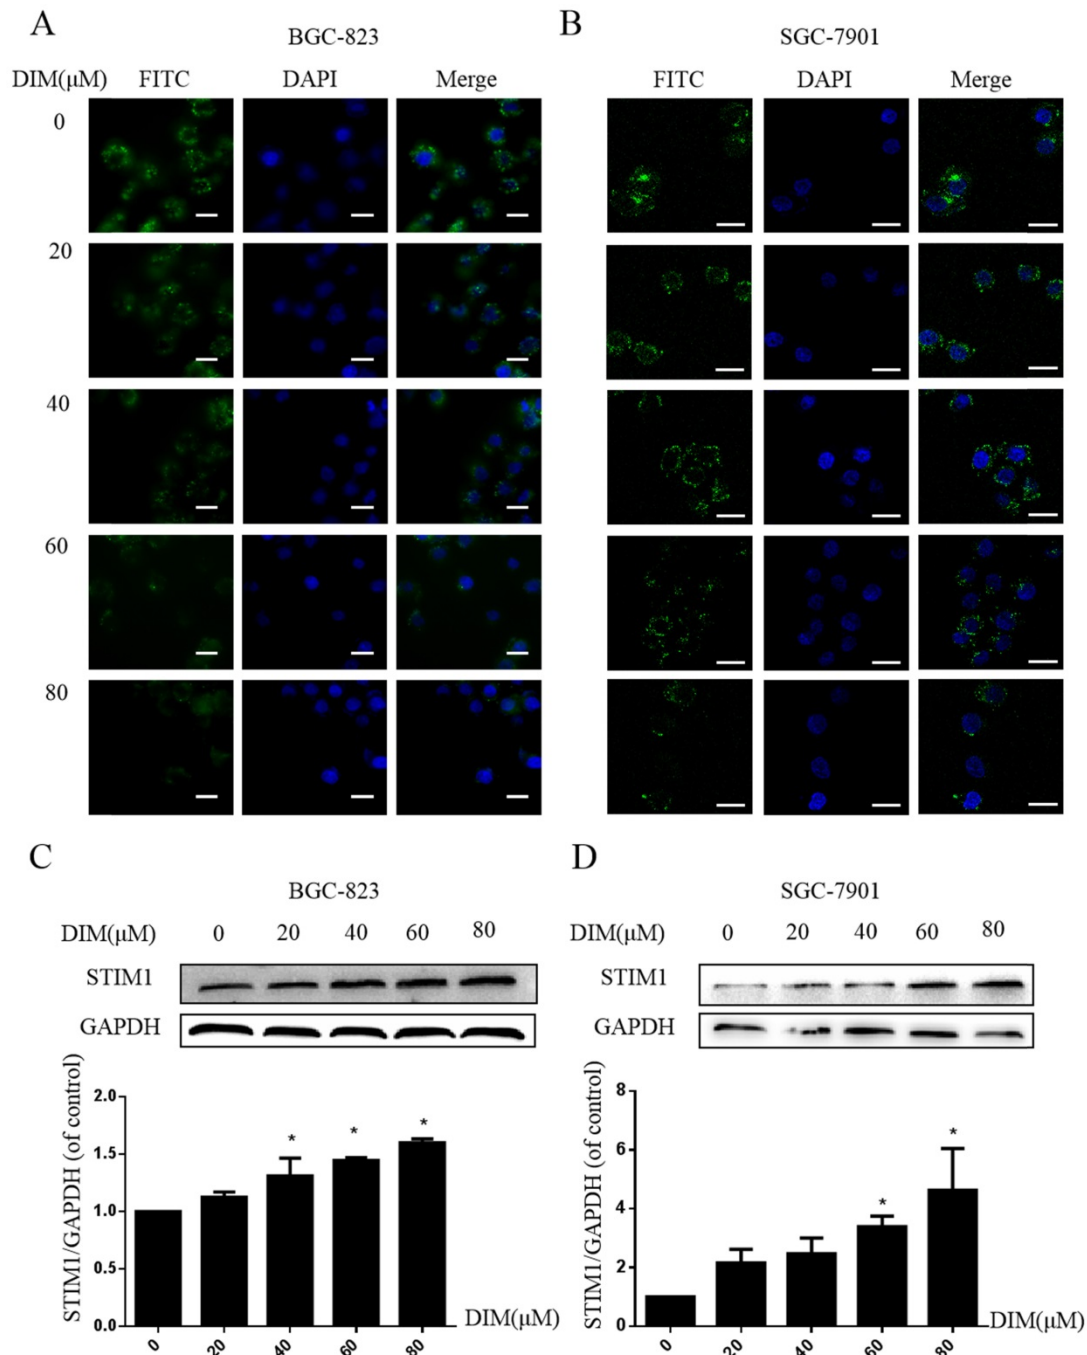 A
BGC-823
DIM(μM) FITC DAPI Merge
0
20
40
60
80
B
SGC-7901
FITC DAPI Merge
C
BGC-823
DIM(μM) 0 20 40 60 80
STIM1
GAPDH
STIM1/GAPDH (of control)
2.0
1.5
1.0
0.5
0.0
* * *
0 20 40 60 80
DIM(μM)
D
SGC-7901
DIM(μM) 0 20 40 60 80
STIM1
GAPDH
STIM1/GAPDH (of control)
8
6
4
2
0
* *
0 20 40 60 80
DIM(μM)